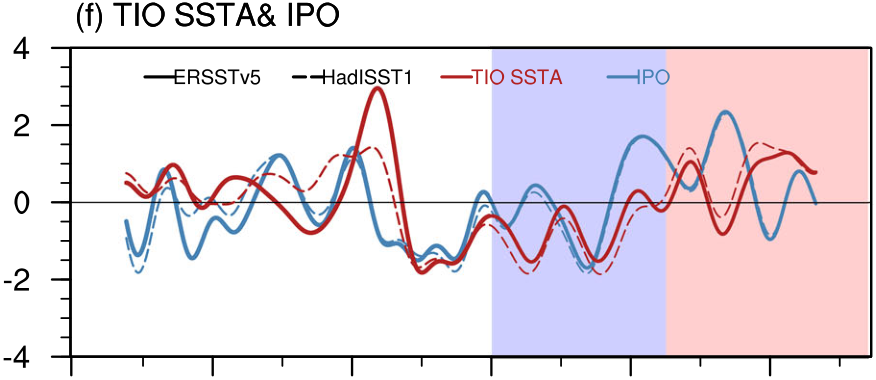 (f) TIO SSTA& IPO
4
ERSSTv5 HadISST1 TIO SSTA IPO
2
0
-2
-4